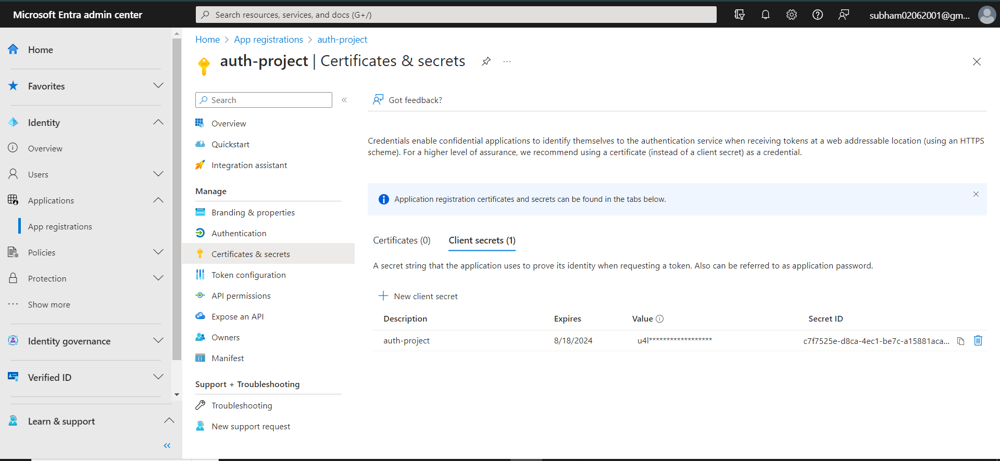 Microsoft Entra admin center
Search resources, services, and docs (G+/)
subham02062001@gm...
Home
Favorites
Identity
Overview
Users
Applications
App registrations
Policies
Protection
Show more
Identity governance
Verified ID
Learn & support
Home > App registrations > auth-project
auth-project | Certificates & secrets
Search
Overview
Quickstart
Integration assistant
Manage
Branding & properties
Authentication
Certificates & secrets
Token configuration
API permissions
Expose an API
Owners
Manifest
Support + Troubleshooting
Troubleshooting
New support request
Got feedback?
Credentials enable confidential applications to identify themselves to the authentication service when receiving tokens at a web addressable location (using an HTTPS
scheme). For a higher level of assurance, we recommend using a certificate (instead of a client secret) as a credential.
Application registration certificates and secrets can be found in the tabs below.
Certificates (0) Client secrets (1)
A secret string that the application uses to prove its identity when requesting a token. Also can be referred to as application password.
New client secret
Description Expires Value Secret ID
auth-project 8/18/2024 u4l****************** c7f7525e-d8ca-4ec1-be7c-a15881aca...